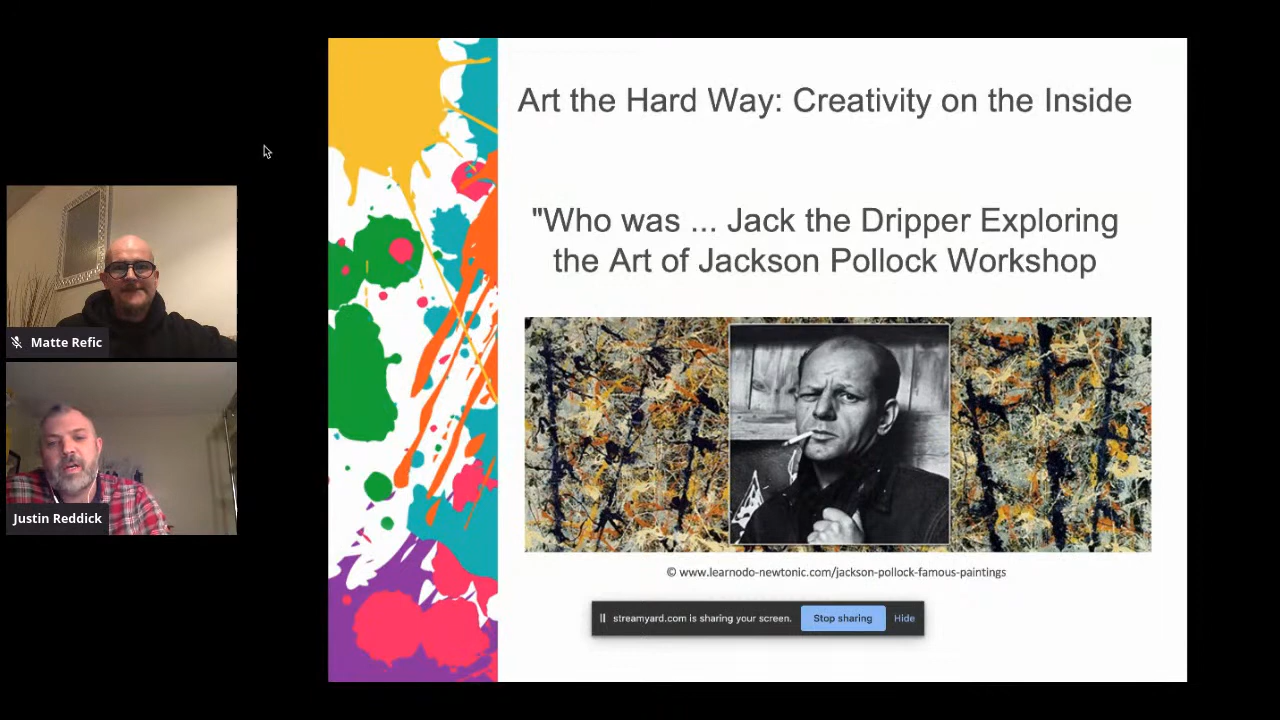 Art the Hard Way: Creativity on the Inside
"Who was ... Jack the Dripper Exploring
the Art of Jackson Pollock Workshop
Matte Refic
Justin Reddick
© www.learnodo-newtonic.com/jackson-pollock-famous-paintings
streamyard.com is sharing your screen. Stop sharing Hide